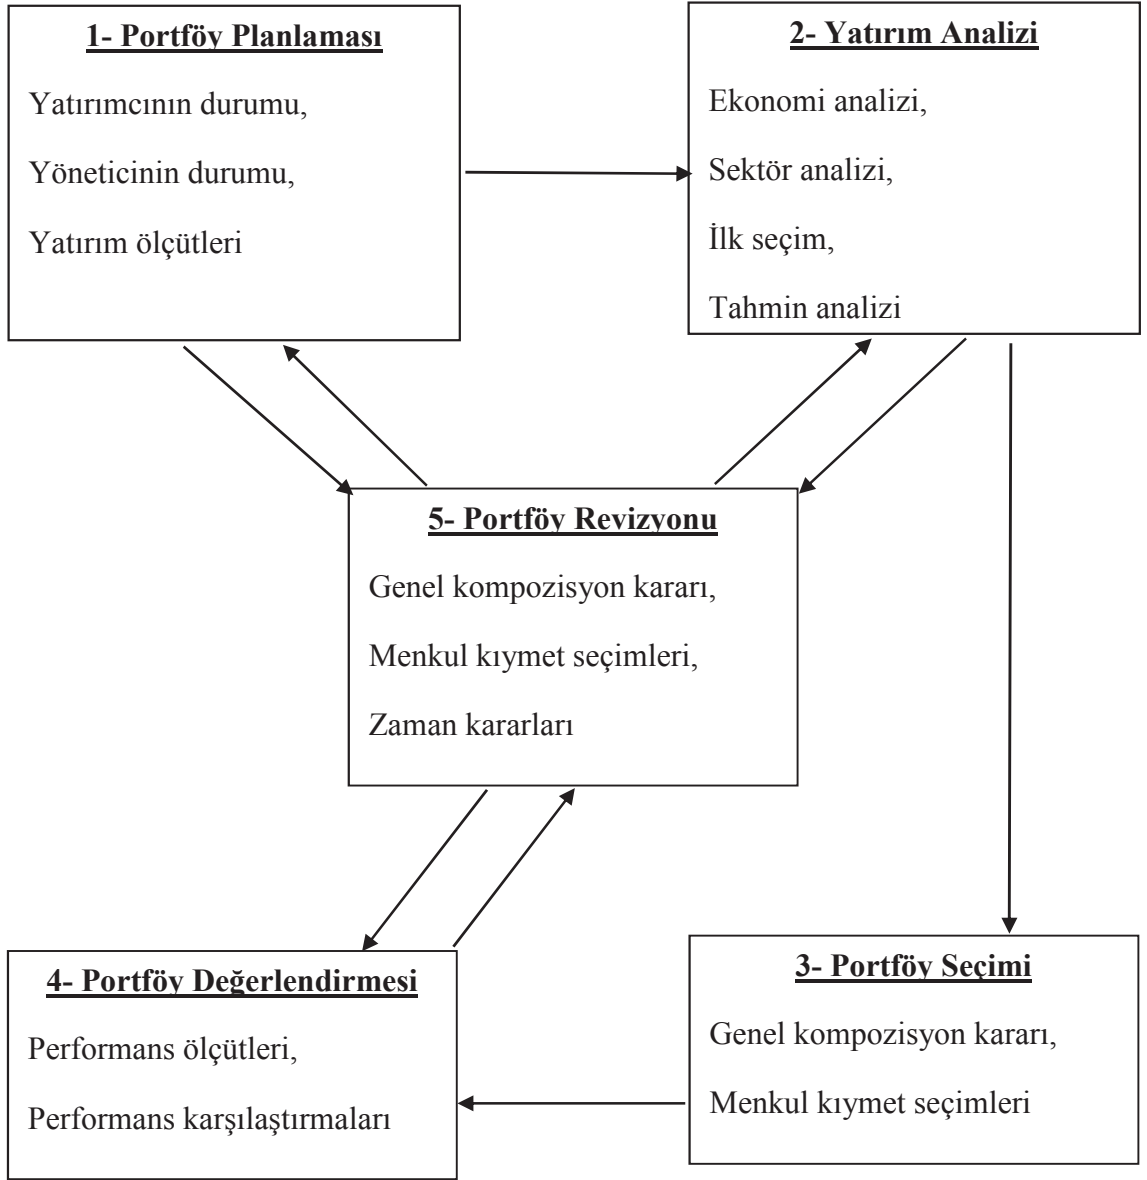 1- Portföy Planlaması
Yatırımcının durumu,
Yöneticinin durumu,
Yatırım ölçütleri
2- Yatırım Analizi
Ekonomi analizi,
Sektör analizi,
İlk seçim,
Tahmin analizi
5- Portföy Revizyonu
Genel kompozisyon kararı,
Menkul kıymet seçimleri,
Zaman kararları
4- Portföy Değerlendirmesi
Performans ölçütleri,
Performans karşılaştırmaları
3- Portföy Seçimi
Genel kompozisyon kararı,
Menkul kıymet seçimleri